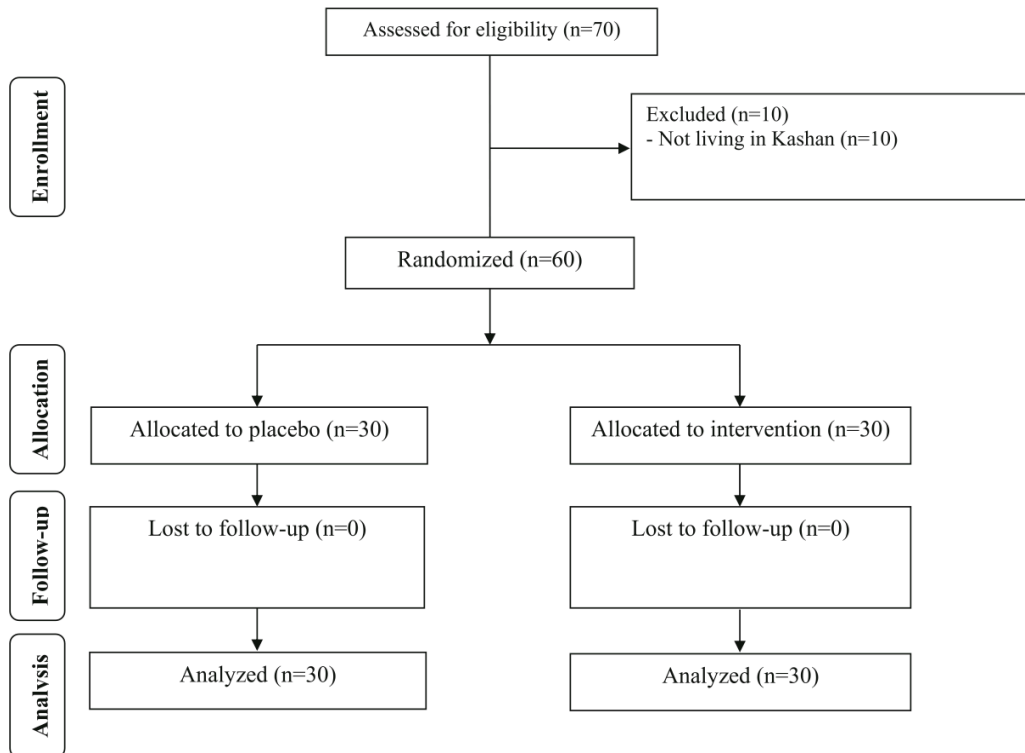 Assessed for eligibility (n=70)
Enrollment
Excluded (n=10)
- Not living in Kashan (n=10)
Randomized (n=60)
Allocation
Allocated to placebo (n=30)
Allocated to intervention (n=30)
Follow-up
Lost to follow-up (n=0)
Lost to follow-up (n=0)
Analysis
Analyzed (n=30)
Analyzed (n=30)